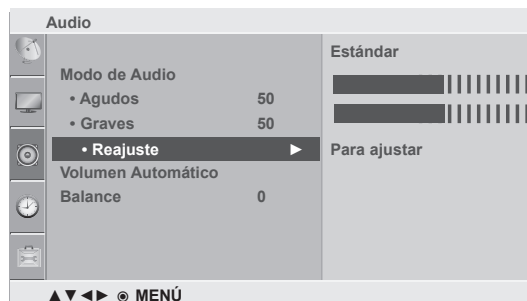 Audio
Estándar
Modo de Audio
• Agudos 50
• Graves 50
• Reajuste ► Para ajustar
Volumen Automático
Balance 0
▲▼◄► ◉ MENÚ